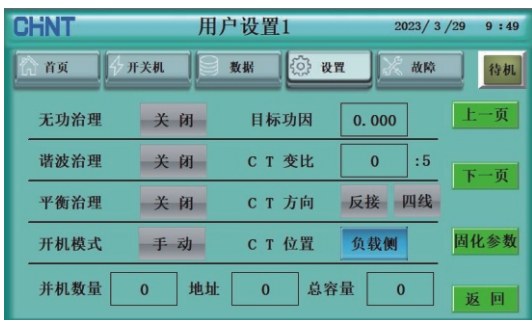 CHNT 用户设置1 2023/ 3 /29 9:49
首页 开关机 数据 设置 故障 待机
无功治理 关 闭 目标功因 0.000 上一页
谐波治理 关 闭 C T 变比 0 :5
下一页
平衡治理 关 闭 C T 方向 反接 四线
开机模式 手 动 C T 位置 负载侧 固化参数
并机数量 0 地址 0 总容量 0 返 回